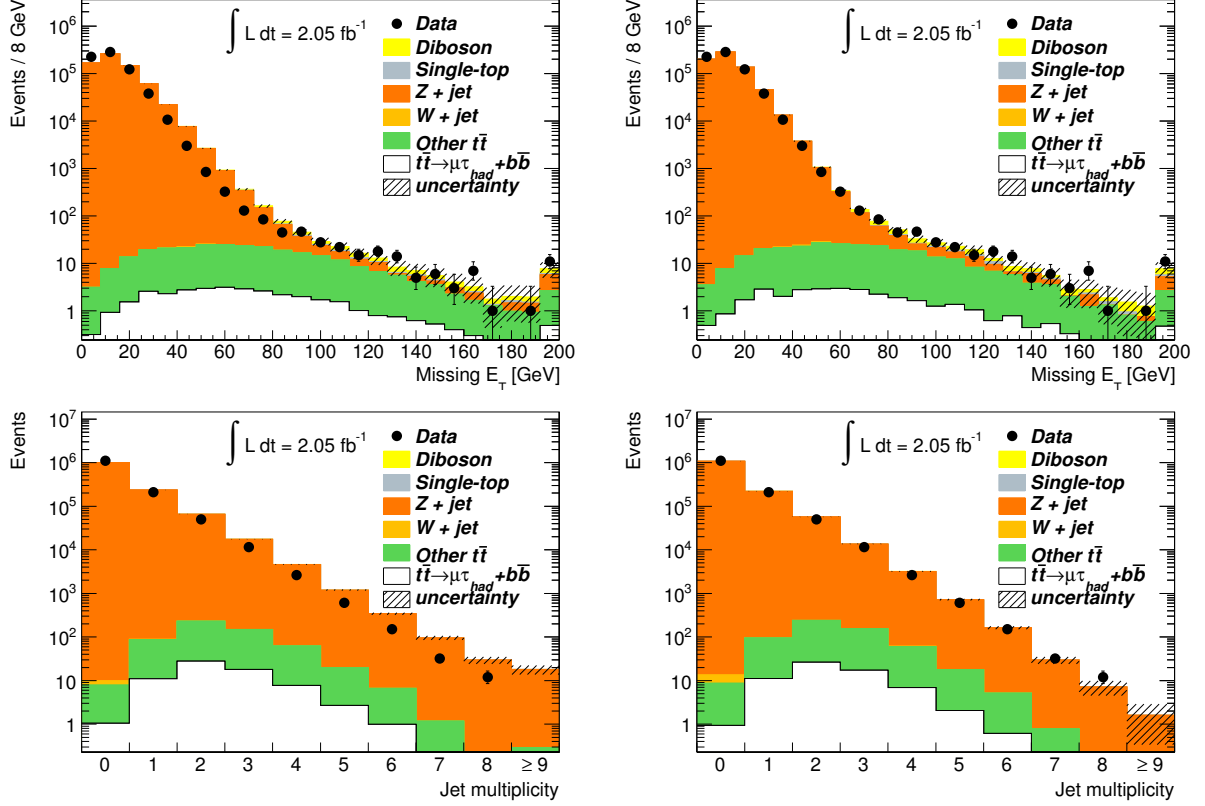 Events / 8 GeV
10⁶
10⁵
10⁴
10³
10²
10
1
∫ L dt = 2.05 fb⁻¹
Data
Diboson
Single-top
Z + jet
W + jet
Other tt̄
tt̄→μτ_had+bb̄
uncertainty
0 20 40 60 80 100 120 140 160 180 200
Missing E_T [GeV]
Events / 8 GeV
10⁶
10⁵
10⁴
10³
10²
10
1
∫ L dt = 2.05 fb⁻¹
Data
Diboson
Single-top
Z + jet
W + jet
Other tt̄
tt̄→μτ_had+bb̄
uncertainty
0 20 40 60 80 100 120 140 160 180 200
Missing E_T [GeV]
Events
10⁷
10⁶
10⁵
10⁴
10³
10²
10
1
∫ L dt = 2.05 fb⁻¹
Data
Diboson
Single-top
Z + jet
W + jet
Other tt̄
tt̄→μτ_had+bb̄
uncertainty
0 1 2 3 4 5 6 7 8 ≥ 9
Jet multiplicity
Events
10⁷
10⁶
10⁵
10⁴
10³
10²
10
1
∫ L dt = 2.05 fb⁻¹
Data
Diboson
Single-top
Z + jet
W + jet
Other tt̄
tt̄→μτ_had+bb̄
uncertainty
0 1 2 3 4 5 6 7 8 ≥ 9
Jet multiplicity